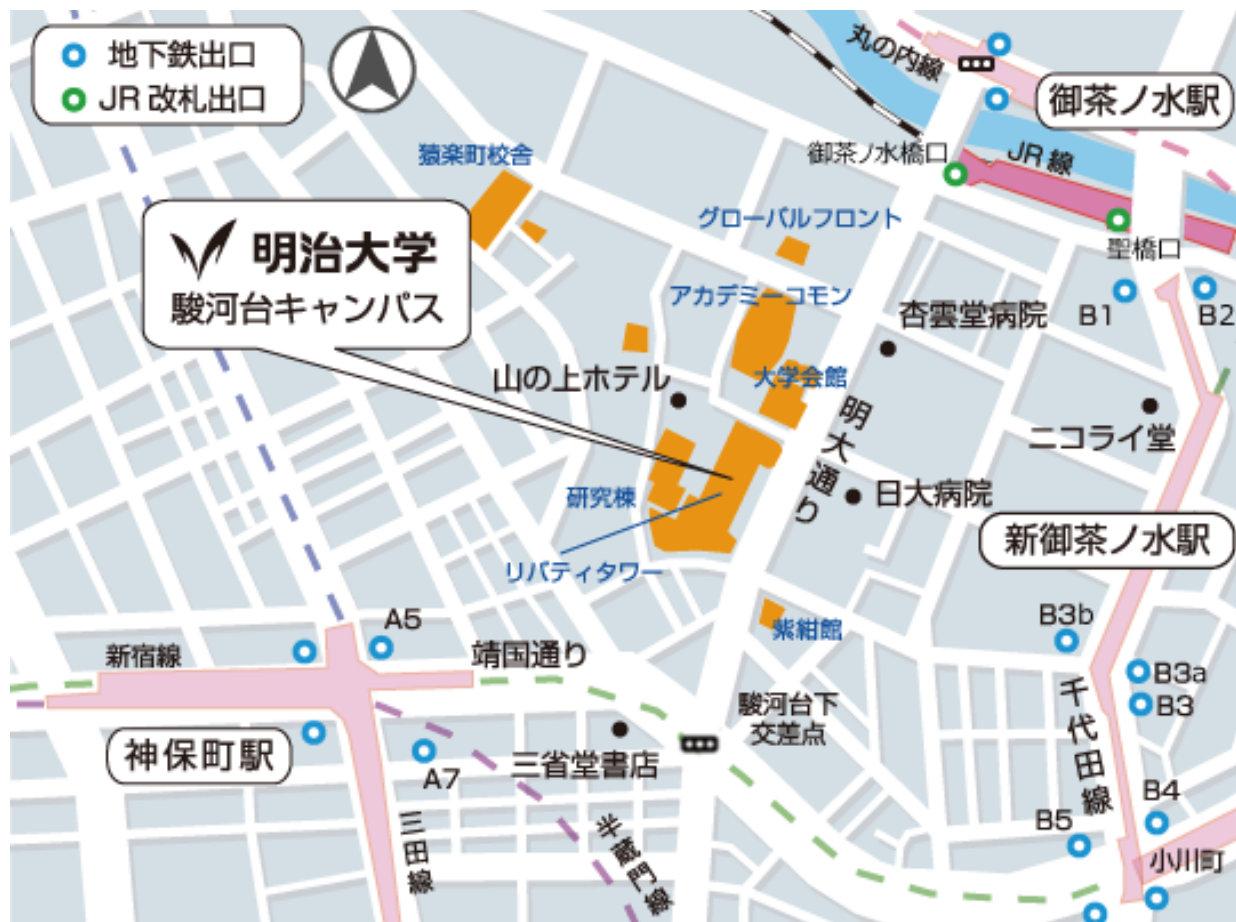 地下鉄出口
JR改札出口
丸の内線
御茶ノ水駅
御茶ノ水橋口
JR線
猿楽町校舎
グローバルフロント
聖橋口
明治大学
駿河台キャンパス
アカデミーコモン
杏雲堂病院
B1
B2
山の上ホテル
大学会館
明大通り
ニコライ堂
研究棟
日大病院
新御茶ノ水駅
リバティタワー
A5
紫紺館
B3b
新宿線
靖国通り
B3a
B3
千代田線
駿河台下
交差点
神保町駅
A7
三省堂書店
三田線
半蔵門線
B4
B5
小川町